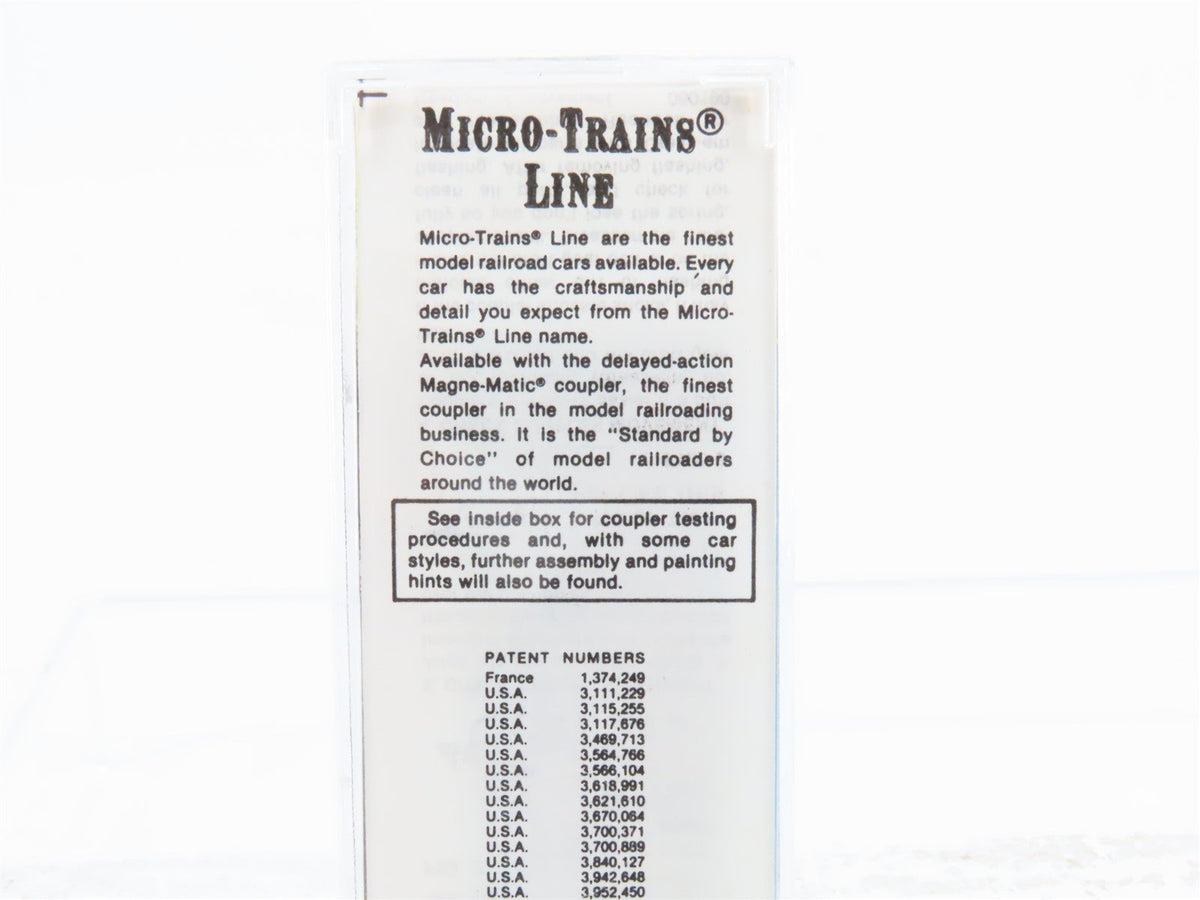 MICRO-TRAINS®
LINE
Micro-Trains® Line are the finest
model railroad cars available. Every
car has the craftsmanship and
detail you expect from the Micro-
Trains® Line name.
Available with the delayed-action
Magne-Matic® coupler, the finest
coupler in the model railroading
business. It is the "Standard by
Choice" of model railroaders
around the world.
See inside box for coupler testing
procedures and, with some car
styles, further assembly and painting
hints will also be found.
PATENT NUMBERS
France 1,374,249
U.S.A. 3,111,229
U.S.A. 3,115,255
U.S.A. 3,117,676
U.S.A. 3,469,713
U.S.A. 3,564,766
U.S.A. 3,566,104
U.S.A. 3,618,991
U.S.A. 3,621,610
U.S.A. 3,670,064
U.S.A. 3,700,371
U.S.A. 3,700,889
U.S.A. 3,840,127
U.S.A. 3,942,648
U.S.A. 3,952,450